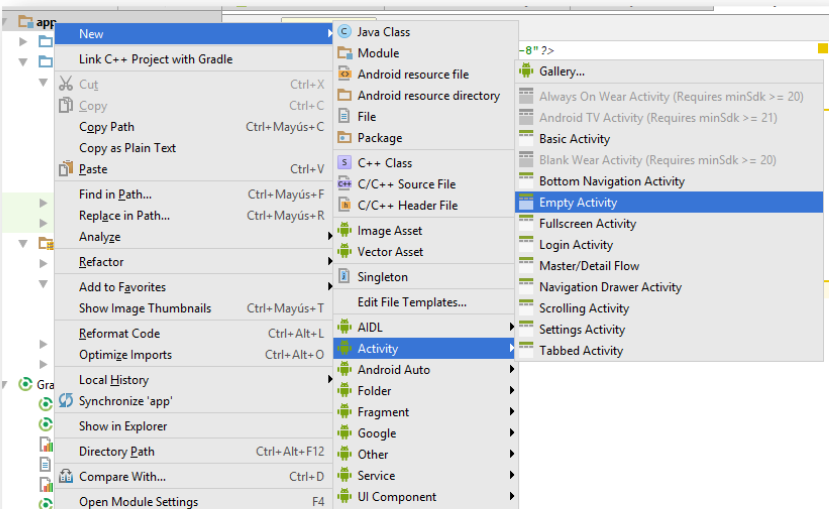 app
New
Link C++ Project with Gradle
Cut Ctrl+X
Copy Ctrl+C
Copy Path Ctrl+Mayús+C
Copy as Plain Text
Paste Ctrl+V
Find in Path... Ctrl+Mayús+F
Replace in Path... Ctrl+Mayús+R
Analyze
Refactor
Add to Favorites
Show Image Thumbnails Ctrl+Mayús+T
Reformat Code Ctrl+Alt+L
Optimize Imports Ctrl+Alt+O
Local History
Synchronize 'app'
Show in Explorer
Directory Path Ctrl+Alt+F12
Compare With... Ctrl+D
Open Module Settings F4
Gra
Java Class
Module
Android resource file
Android resource directory
File
Package
C++ Class
C/C++ Source File
C/C++ Header File
Image Asset
Vector Asset
Singleton
Edit File Templates...
AIDL
Activity
Android Auto
Folder
Fragment
Google
Other
Service
UI Component
-8"?>
Gallery...
Always On Wear Activity (Requires minSdk >= 20)
Android TV Activity (Requires minSdk >= 21)
Basic Activity
Blank Wear Activity (Requires minSdk >= 20)
Bottom Navigation Activity
Empty Activity
Fullscreen Activity
Login Activity
Master/Detail Flow
Navigation Drawer Activity
Scrolling Activity
Settings Activity
Tabbed Activity